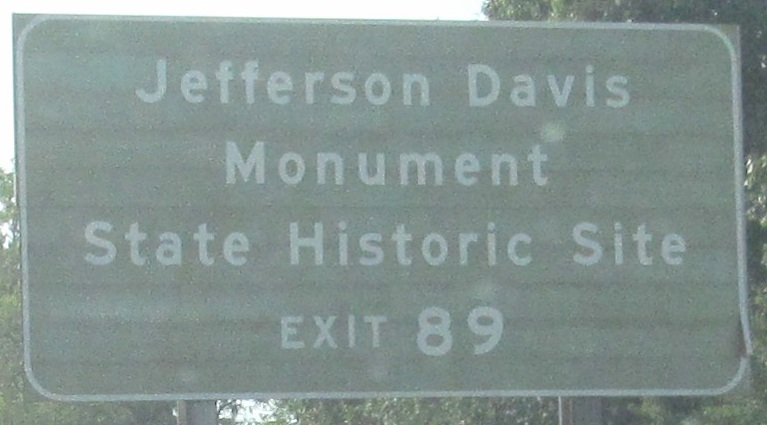 Jefferson Davis
Monument
State Historic Site
EXIT 89